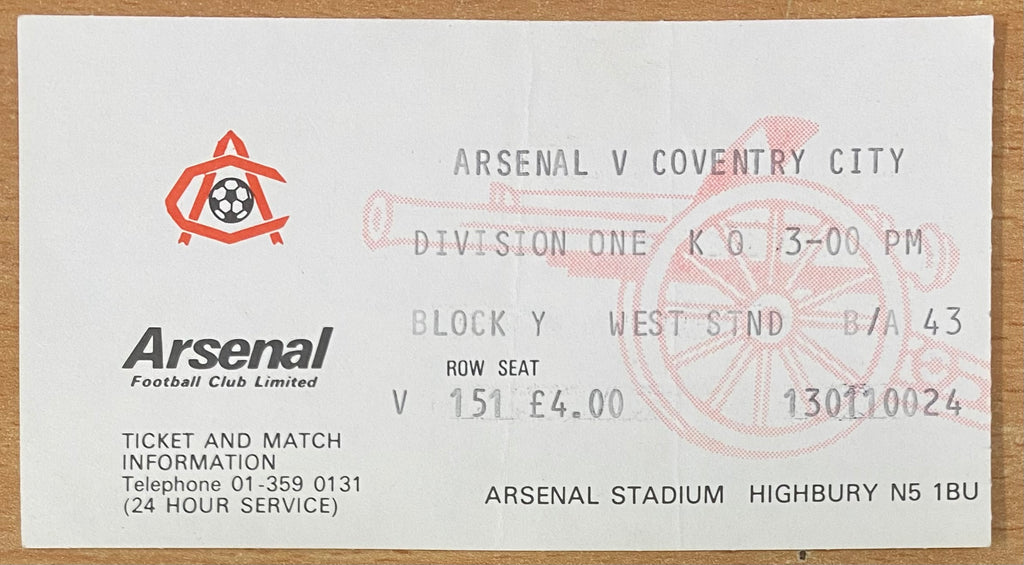 ARSENAL V COVENTRY CITY
DIVISION ONE K O 3-00 PM
BLOCK Y WEST STND B/A 43
ROW SEAT
V 151 £4.00 130110024
ARSENAL STADIUM HIGHBURY N5 1BU
Arsenal
Football Club Limited
TICKET AND MATCH
INFORMATION
Telephone 01-359 0131
(24 HOUR SERVICE)